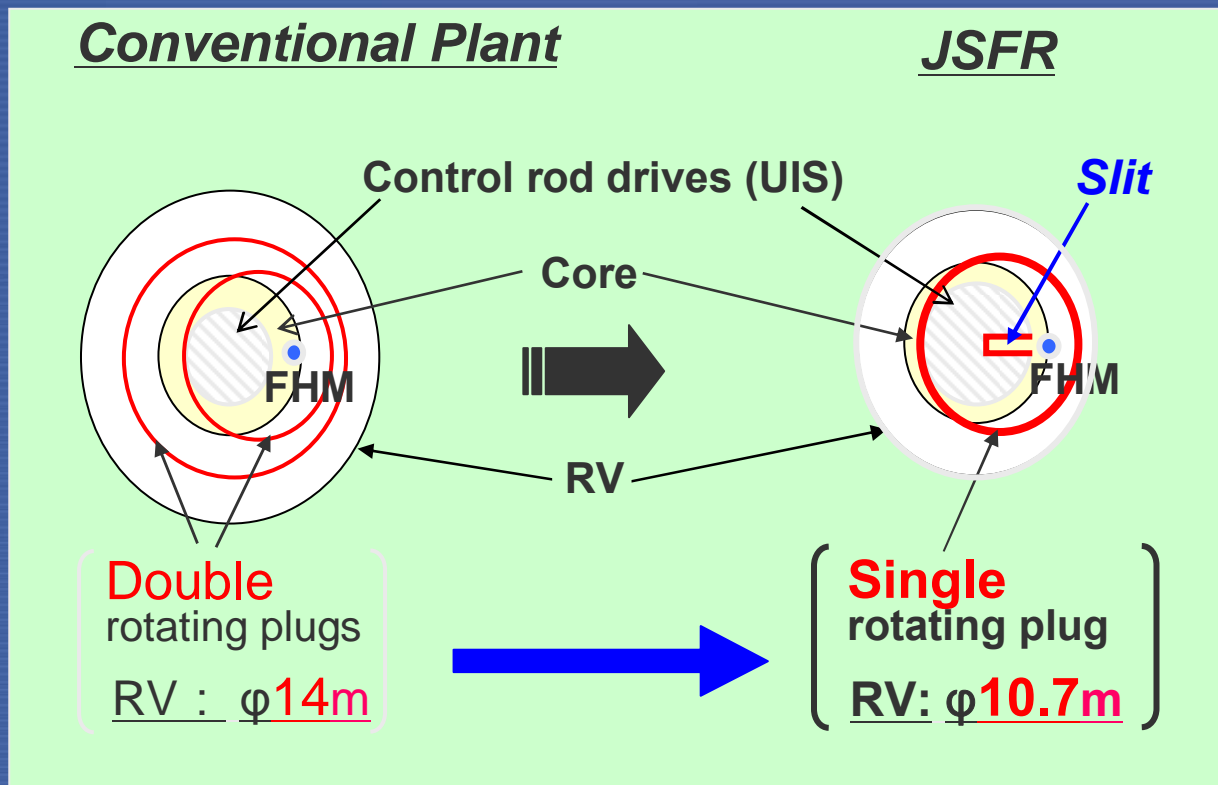 Conventional Plant
JSFR
Control rod drives (UIS)
Slit
Core
FHM
FHM
RV
Double
rotating plugs
RV : φ14m
Single
rotating plug
RV: φ10.7m